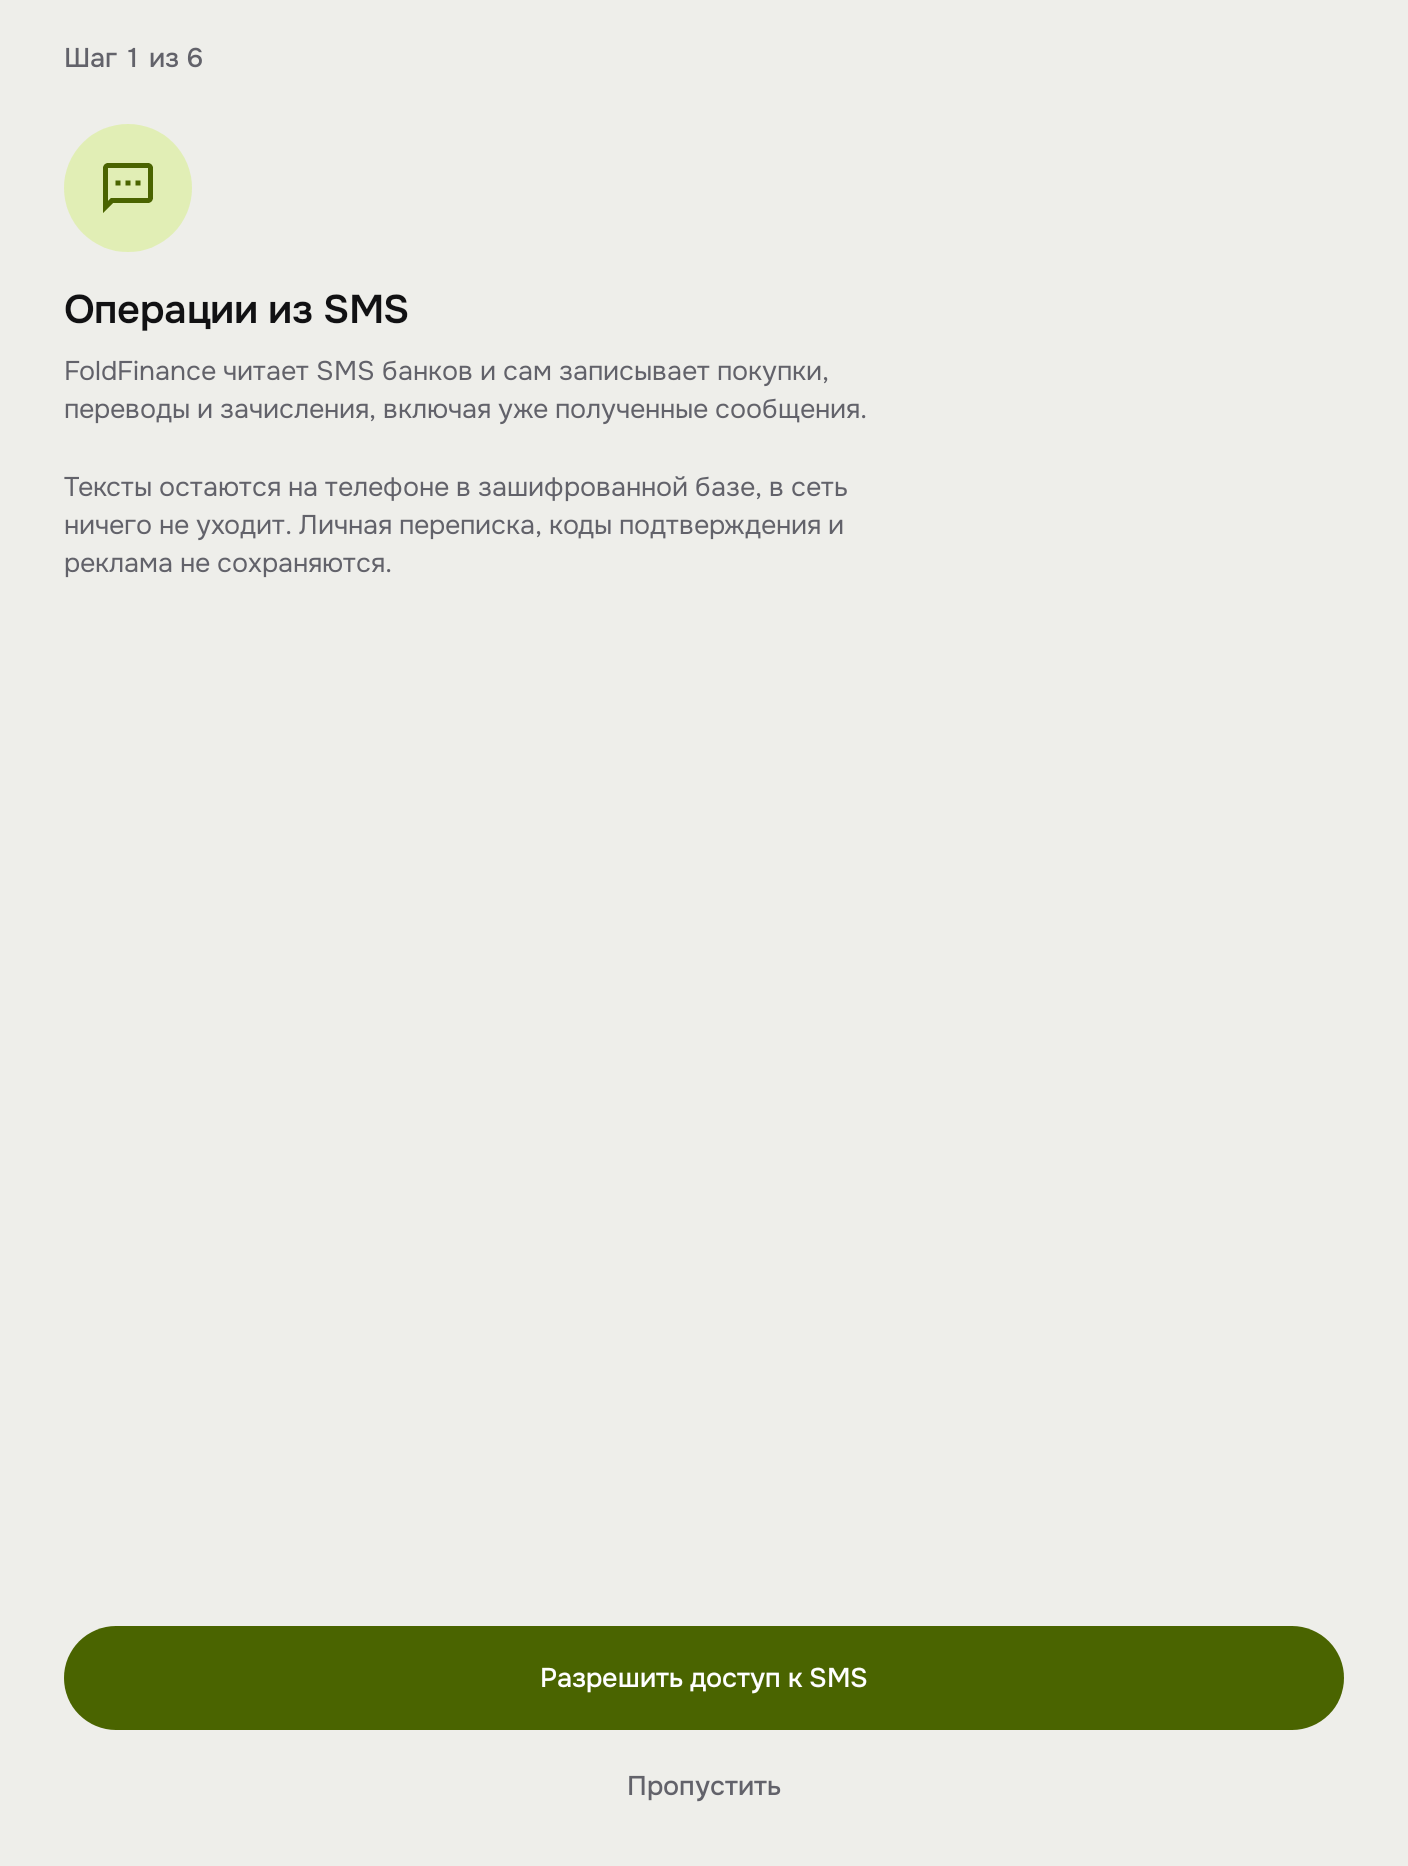 Шаг 1 из 6
Операции из SMS
FoldFinance читает SMS банков и сам записывает покупки,
переводы и зачисления, включая уже полученные сообщения.
Тексты остаются на телефоне в зашифрованной базе, в сеть
ничего не уходит. Личная переписка, коды подтверждения и
реклама не сохраняются.
Разрешить доступ к SMS
Пропустить